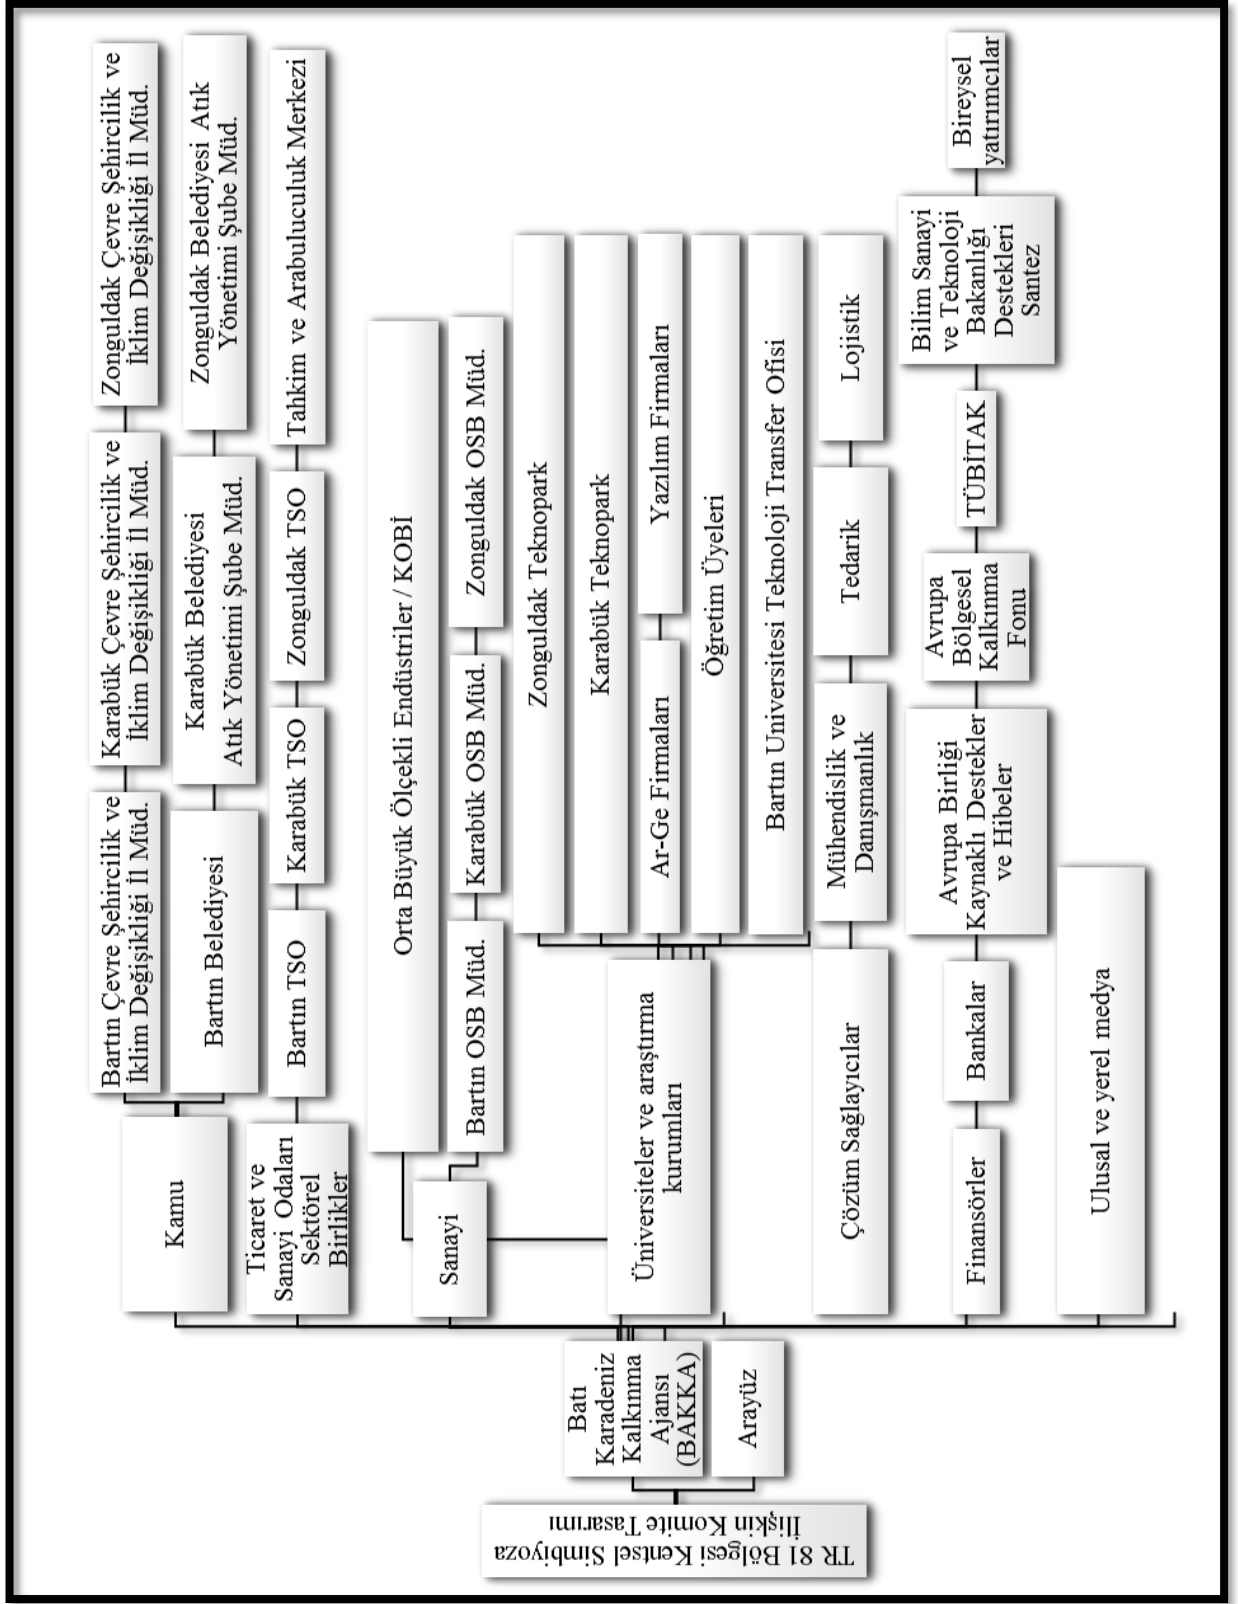 TR 81 Bölgesi Kentsel Simbiyoza
İlişkin Komite Tasarımı
Batı
Karadeniz
Kalkınma
Ajansı
(BAKKA)
Arayüz
Kamu
Bartın Çevre Şehircilik ve
İklim Değişikliği İl Müd.
Karabük Çevre Şehircilik ve
İklim Değişikliği İl Müd.
Zonguldak Çevre Şehircilik ve
İklim Değişikliği İl Müd.
Bartın Belediyesi
Karabük Belediyesi
Atık Yönetimi Şube Müd.
Zonguldak Belediyesi Atık
Yönetimi Şube Müd.
Ticaret ve
Sanayi Odaları
Sektörel
Birlikler
Bartın TSO
Karabük TSO
Zonguldak TSO
Tahkim ve Arabuluculuk Merkezi
Sanayi
Orta Büyük Ölçekli Endüstriler / KOBİ
Bartın OSB Müd.
Karabük OSB Müd.
Zonguldak OSB Müd.
Üniversiteler ve araştırma
kurumları
Zonguldak Teknopark
Karabük Teknopark
Ar-Ge Firmaları
Yazılım Firmaları
Öğretim Üyeleri
Bartın Universitesi Teknoloji Transfer Ofisi
Çözüm Sağlayıcılar
Mühendislik ve
Danışmanlık
Tedarik
Lojistik
Finansörler
Bankalar
Avrupa Birliği
Kaynaklı Destekler
ve Hibeler
Avrupa
Bölgesel
Kalkınma
Fonu
TÜBİTAK
Bilim Sanayi
ve Teknoloji
Bakanlığı
Destekleri
Santez
Bireysel
yatırımcılar
Ulusal ve yerel medya